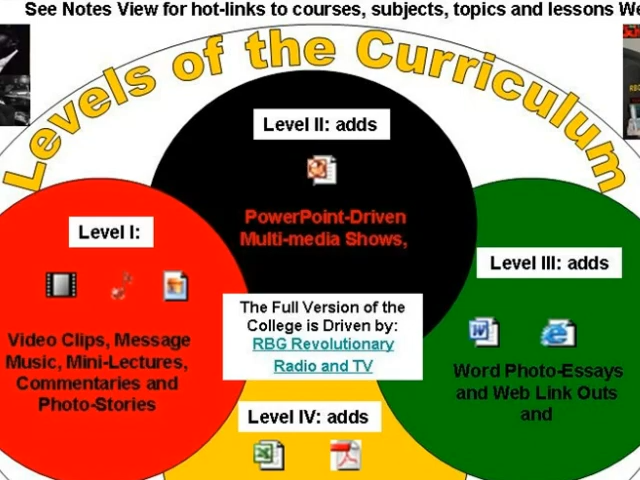 See Notes View for hot-links to courses, subjects, topics and lessons We
Levels of the Curriculum
Level II: adds
PowerPoint-Driven
Multi-media Shows,
Level I:
Level III: adds
The Full Version of the
College is Driven by:
RBG Revolutionary
Radio and TV
Video Clips, Message
Music, Mini-Lectures,
Commentaries and
Photo-Stories
Word Photo-Essays
and Web Link Outs
and
Level IV: adds